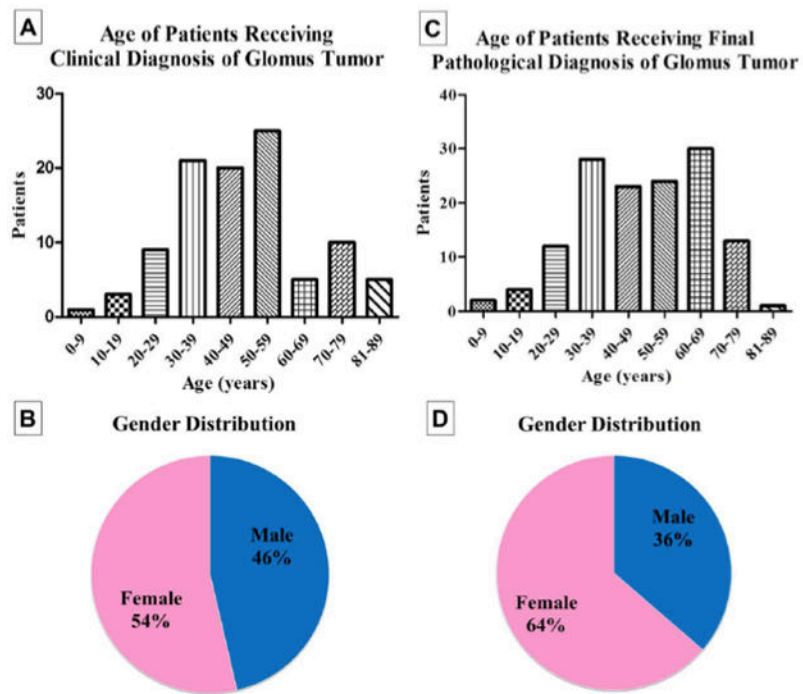 A
Age of Patients Receiving
Clinical Diagnosis of Glomus Tumor
30
20
10
0
Patients
0-9
10-19
20-29
30-39
40-49
50-59
60-69
70-79
81-89
Age (years)
C
Age of Patients Receiving Final
Pathological Diagnosis of Glomus Tumor
40
30
20
10
0
Patients
0-9
10-19
20-29
30-39
40-49
50-59
60-69
70-79
81-89
Age (years)
B
Gender Distribution
Male
46%
Female
54%
D
Gender Distribution
Male
36%
Female
64%